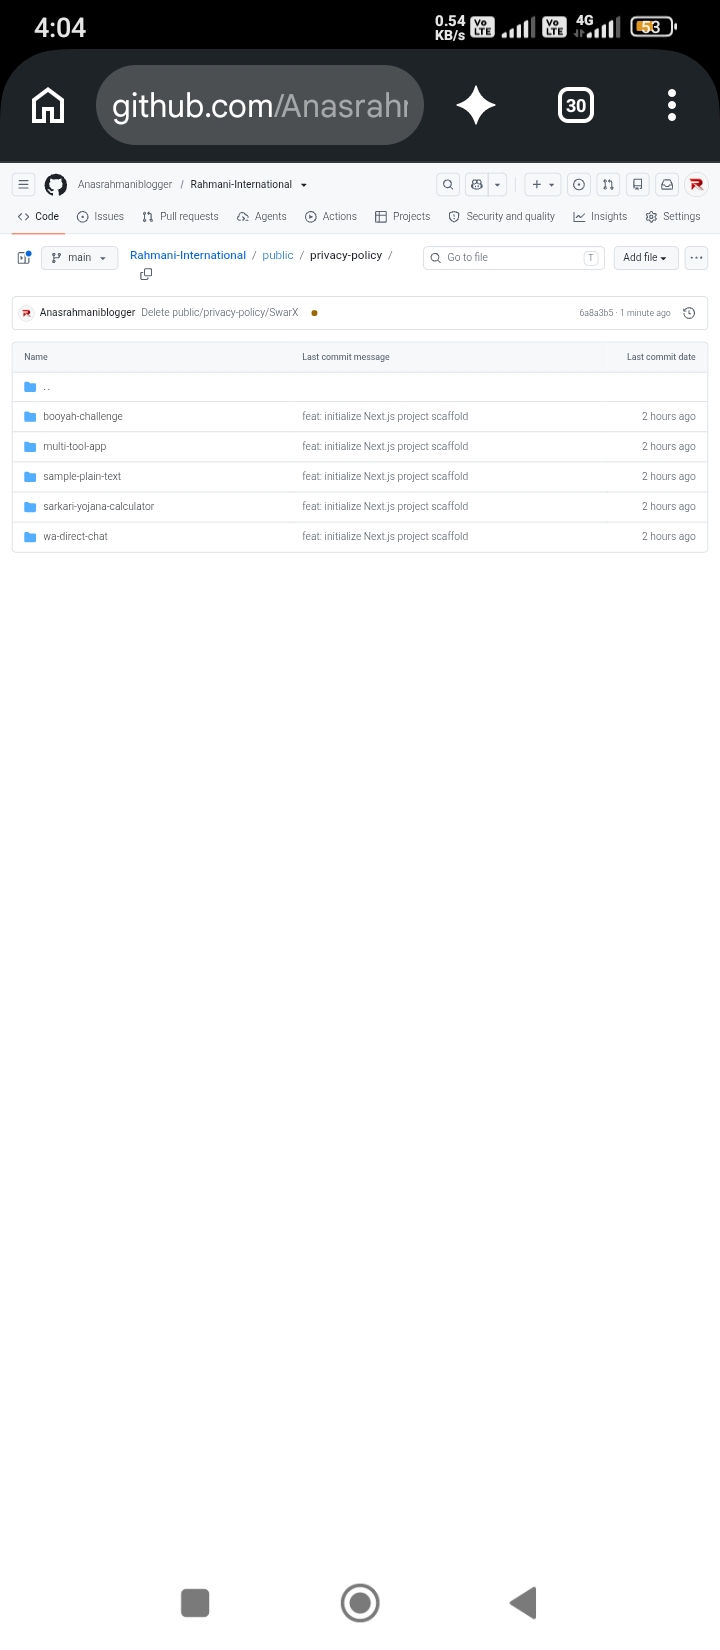 4:04
0.54 KB/s Vo LTE Vo LTE 4G 53
github.com/Anasrahr
30
Anasrahmaniblogger / Rahmani-International
Code Issues Pull requests Agents Actions Projects Security and quality Insights Settings
main Rahmani-International / public / privacy-policy / Go to file T Add file
Anasrahmaniblogger Delete public/privacy-policy/SwarX 6a8a3b5 · 1 minute ago
Name Last commit message Last commit date
..
booyah-challenge feat: initialize Next.js project scaffold 2 hours ago
multi-tool-app feat: initialize Next.js project scaffold 2 hours ago
sample-plain-text feat: initialize Next.js project scaffold 2 hours ago
sarkari-yojana-calculator feat: initialize Next.js project scaffold 2 hours ago
wa-direct-chat feat: initialize Next.js project scaffold 2 hours ago